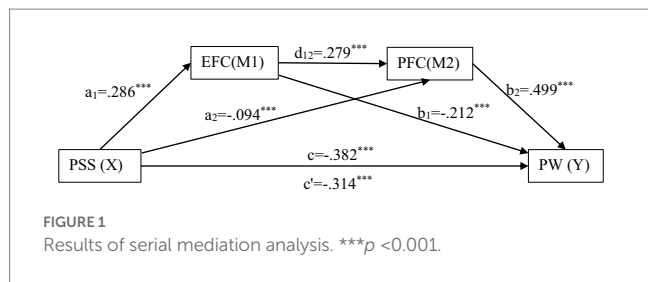 d12=.279***
EFC(M1) PFC(M2)
a1=.286*** b2=.499***
a2=-.094*** b1=-.212***
c=-.382***
PSS (X) PW (Y)
c'=-.314***
FIGURE 1
Results of serial mediation analysis. ***p <0.001.